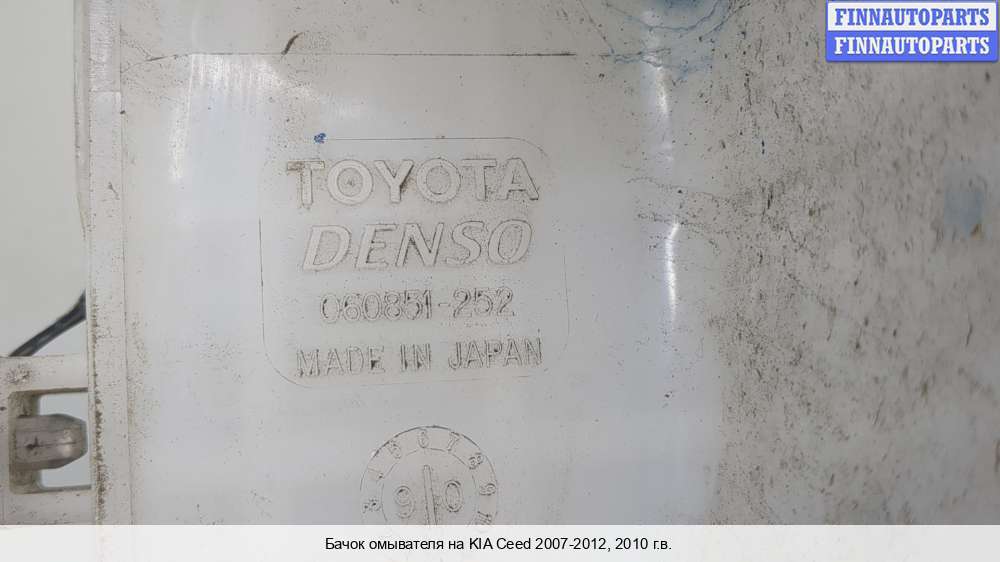 FINNAUTOPARTS
FINNAUTOPARTS
TOYOTA
DENSO
060851-252
MADE IN JAPAN
Бачок омывателя на KIA Ceed 2007-2012, 2010 г.в.